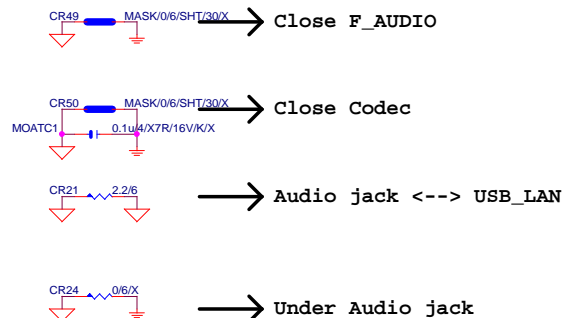 CR49 MASK/0/6/SHT/30/X Close F_AUDIO
CR50 MASK/0/6/SHT/30/X Close Codec
MOATC1 0.1u/4/X7R/16V/K/X
CR21 2.2/6 Audio jack <--> USB_LAN
CR24 0/6/X Under Audio jack